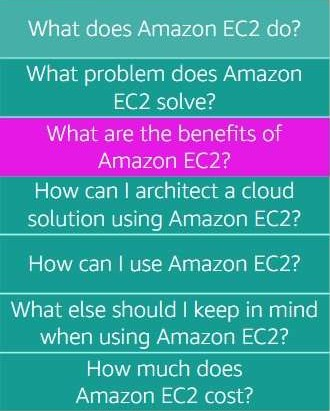 What does Amazon EC2 do?
What problem does Amazon
EC2 solve?
What are the benefits of
Amazon EC2?
How can I architect a cloud
solution using Amazon EC2?
How can I use Amazon EC2?
What else should I keep in mind
when using Amazon EC2?
How much does
Amazon EC2 cost?